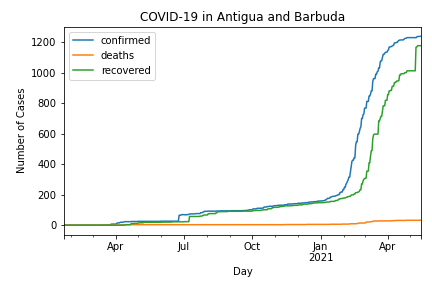 COVID-19 in Antigua and Barbuda
confirmed
deaths
recovered
Number of Cases
1200
1000
800
600
400
200
0
Apr
Jul
Oct
Jan
2021
Apr
Day